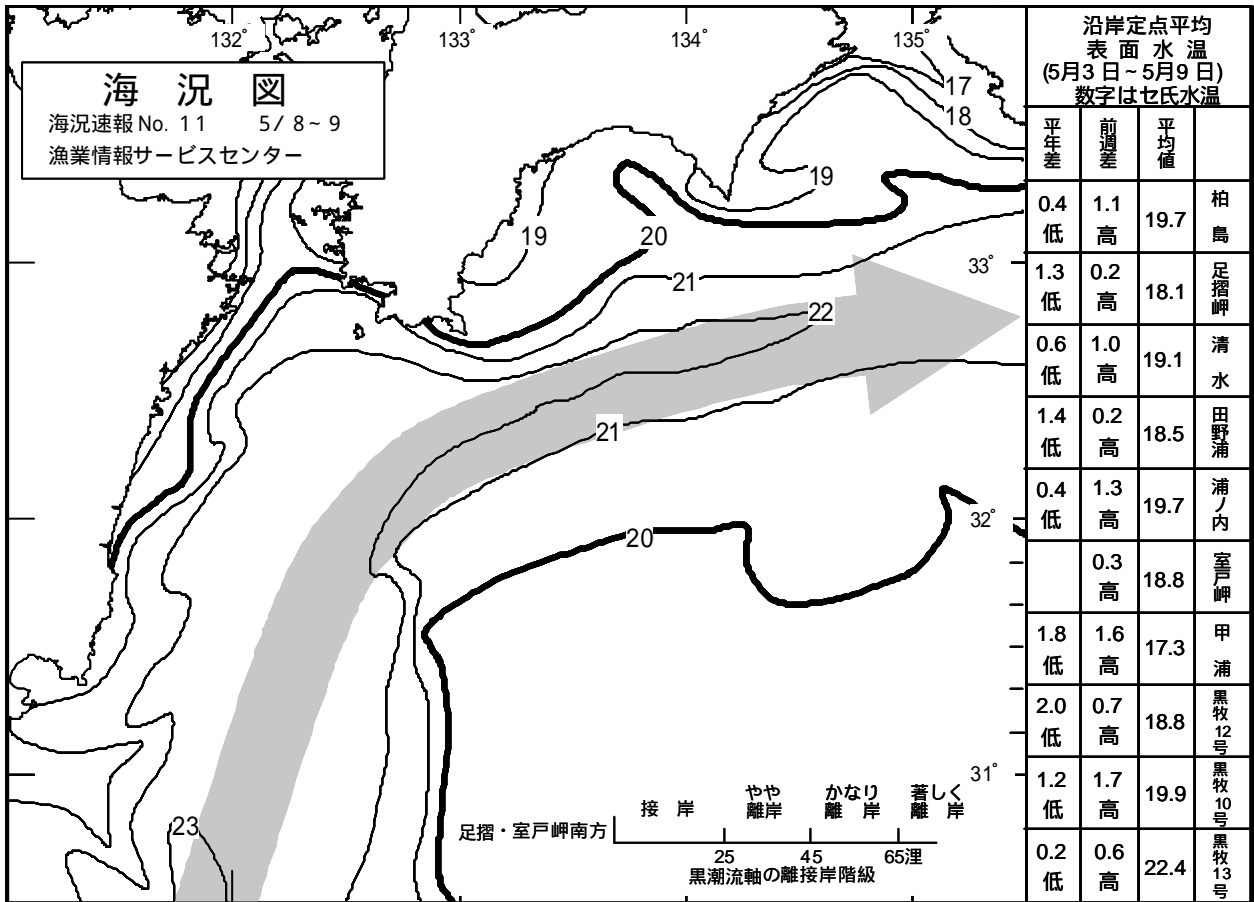 132°
133°
134°
135°
海 況 図
海況速報 No. 11 5/ 8 ~ 9
漁業情報サービスセンター
17
18
19
19
20
21
22
21
20
23
33°
32°
31°
足摺・室戸岬南方
接 岸
やや
離岸
かなり
離 岸
著しく
離 岸
25
45
65浬
黒潮流軸の離接岸階級
沿岸定点平均
表 面 水 温
(5月3 日~5月9 日)
数字はセ氏水温
平年差 前週差 平均値
0.4低 1.1高 19.7 柏島
1.3低 0.2高 18.1 足摺岬
0.6低 1.0高 19.1 清水
1.4低 0.2高 18.5 田野浦
0.4低 1.3高 19.7 浦ノ内
0.3高 18.8 室戸岬
1.8低 1.6高 17.3 甲浦
2.0低 0.7高 18.8 黒牧12号
1.2低 1.7高 19.9 黒牧10号
0.2低 0.6高 22.4 黒牧13号